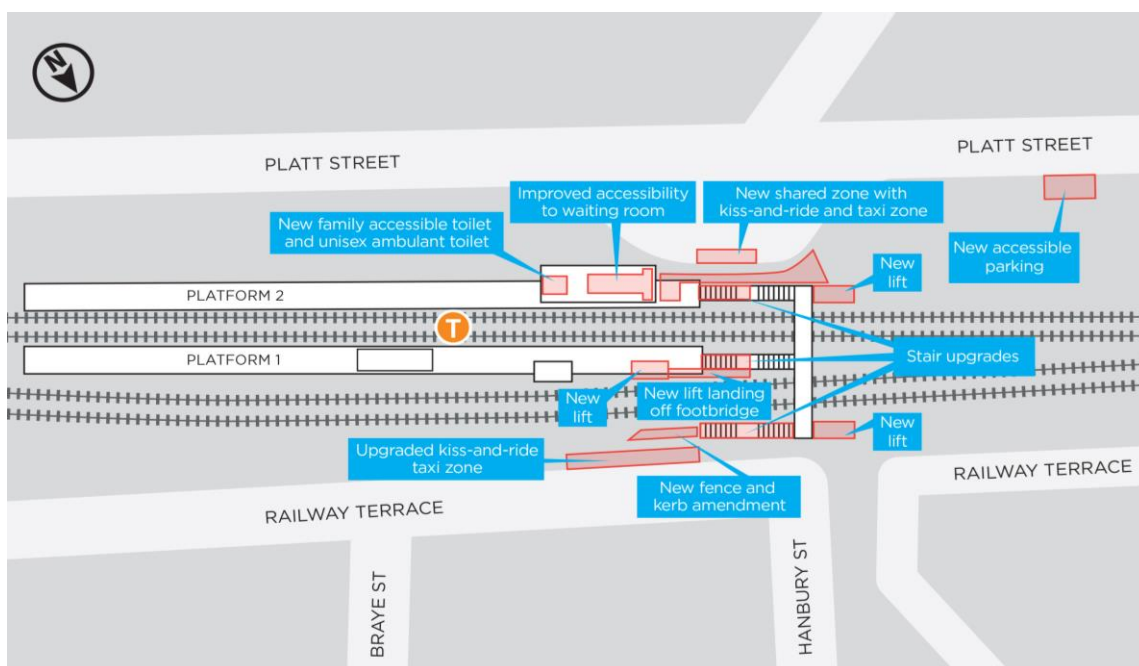 N
PLATT STREET
PLATT STREET
Improved accessibility
to waiting room
New shared zone with
kiss-and-ride and taxi zone
New family accessible toilet
and unisex ambulant toilet
New accessible
parking
New
lift
PLATFORM 2
T
PLATFORM 1
Stair upgrades
New
lift
New lift landing
off footbridge
New
lift
Upgraded kiss-and-ride
taxi zone
New fence and
kerb amendment
RAILWAY TERRACE
RAILWAY TERRACE
BRAYE ST
HANBURY ST